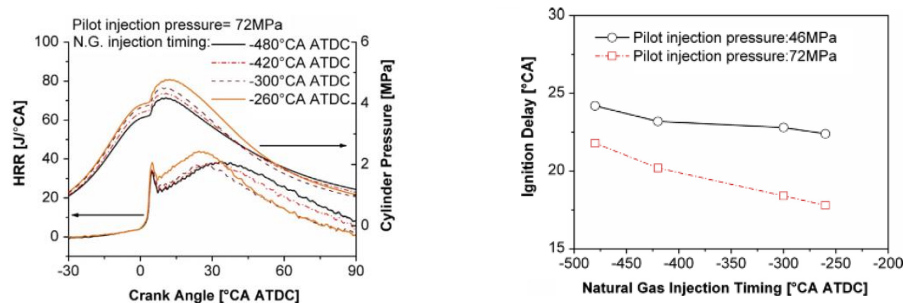 Pilot injection pressure= 72MPa
N.G. injection timing:
-480°CA ATDC
-420°CA ATDC
-300°CA ATDC
-260°CA ATDC
100
80
60
40
20
0
HRR [J/°CA]
6
5
4
3
2
1
0
Cylinder Pressure [MPa]
-30
0
30
60
90
Crank Angle [°CA ATDC]
Pilot injection pressure:46MPa
Pilot injection pressure:72MPa
30
25
20
15
Ignition Delay [°CA]
-500
-450
-400
-350
-300
-250
-200
Natural Gas Injection Timing [°CA ATDC]